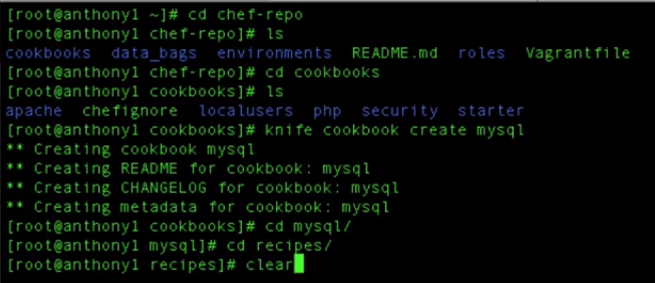 [root@anthony1 ~]# cd chef-repo
[root@anthony1 chef-repo]# ls
cookbooks data_bags environments README.md roles Vagrantfile
[root@anthony1 chef-repo]# cd cookbooks
[root@anthony1 cookbooks]# ls
apache chefignore localusers php security starter
[root@anthony1 cookbooks]# knife cookbook create mysql
** Creating cookbook mysql
** Creating README for cookbook: mysql
** Creating CHANGELOG for cookbook: mysql
** Creating metadata for cookbook: mysql
[root@anthony1 cookbooks]# cd mysql/
[root@anthony1 mysql]# cd recipes/
[root@anthony1 recipes]# clear